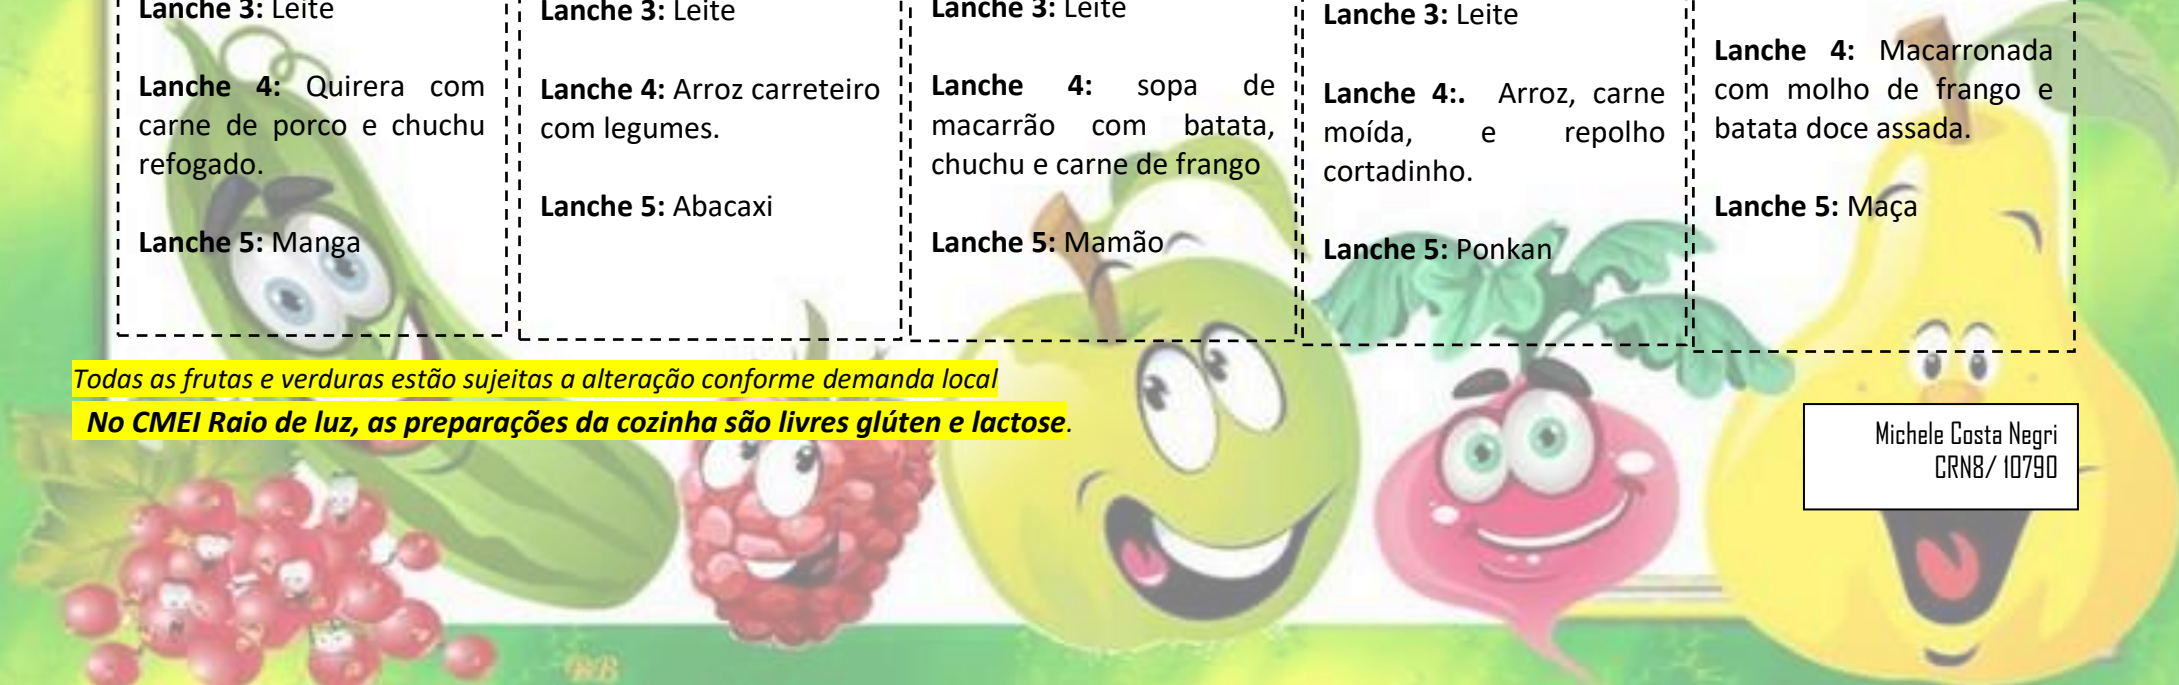 Lanche 3: Leite
Lanche 4: Quirera com
carne de porco e chuchu
refogado.
Lanche 5: Manga
Lanche 3: Leite
Lanche 4: Arroz carreteiro
com legumes.
Lanche 5: Abacaxi
Lanche 3: Leite
Lanche 4: sopa de
macarrão com batata,
chuchu e carne de frango
Lanche 5: Mamão
Lanche 3: Leite
Lanche 4:. Arroz, carne
moída, e repolho
cortadinho.
Lanche 5: Ponkan
Lanche 4: Macarronada
com molho de frango e
batata doce assada.
Lanche 5: Maça
Todas as frutas e verduras estão sujeitas a alteração conforme demanda local
No CMEI Raio de luz, as preparações da cozinha são livres glúten e lactose.
Michele Costa Negri
CRN8/ 10790